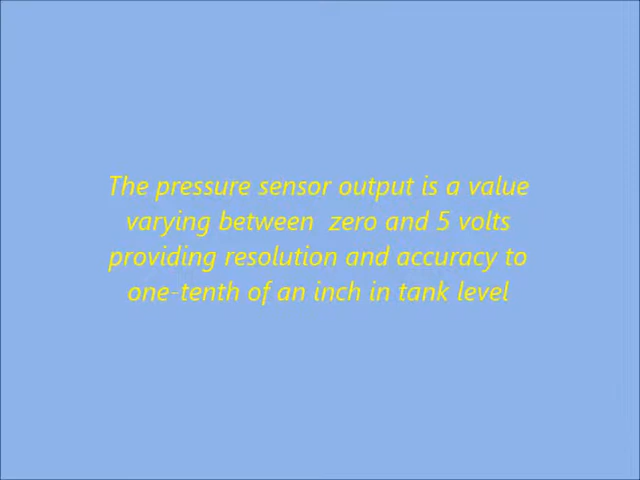 The pressure sensor output is a value
varying between  zero and 5 volts
providing resolution and accuracy to
one-tenth of an inch in tank level